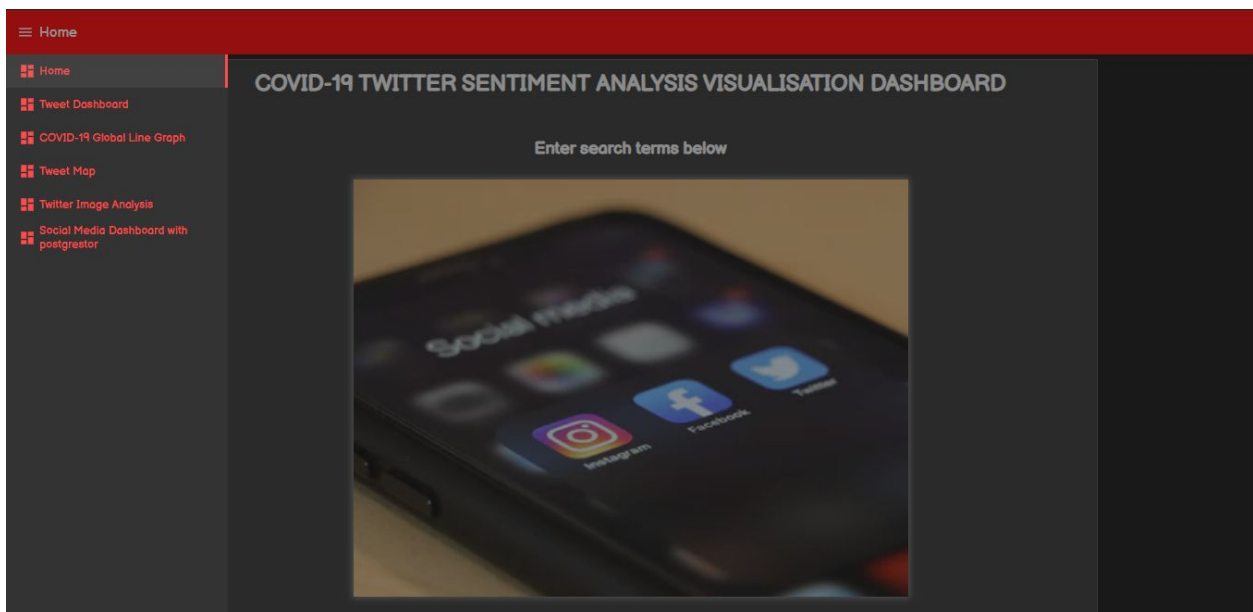 Home
Home
Tweet Dashboard
COVID-19 Global Line Graph
Tweet Map
Twitter Image Analysis
Social Media Dashboard with
postgrestor
COVID-19 TWITTER SENTIMENT ANALYSIS VISUALISATION DASHBOARD
Enter search terms below
Social media
Instagram
Facebook
Twitter